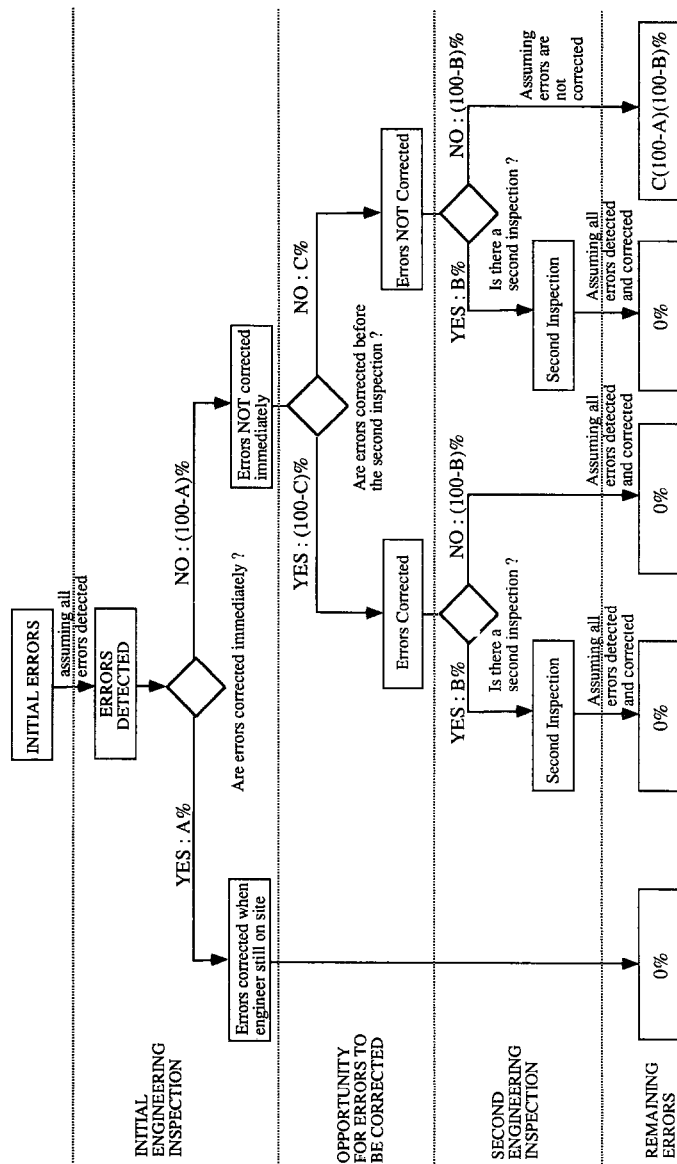 INITIAL ERRORS
assuming all
errors detected
INITIAL
ENGINEERING
INSPECTION
ERRORS
DETECTED
YES : A%
NO : (100-A)%
Are errors corrected immediately ?
Errors corrected when
engineer still on site
Errors NOT corrected
immediately
OPPORTUNITY
FOR ERRORS TO
BE CORRECTED
YES : (100-C)%
NO : C%
Are errors corrected before
the second inspection ?
Errors Corrected
Errors NOT Corrected
SECOND
ENGINEERING
INSPECTION
YES : B%
NO : (100-B)%
Is there a
second inspection ?
Second Inspection
YES : B%
NO : (100-B)%
Is there a
second inspection ?
Second Inspection
Assuming
errors are
not
corrected
Assuming all
errors detected
and corrected
Assuming all
errors detected
and corrected
Assuming all
errors detected
and corrected
REMAINING
ERRORS
0%
0%
0%
0%
C(100-A)(100-B)%